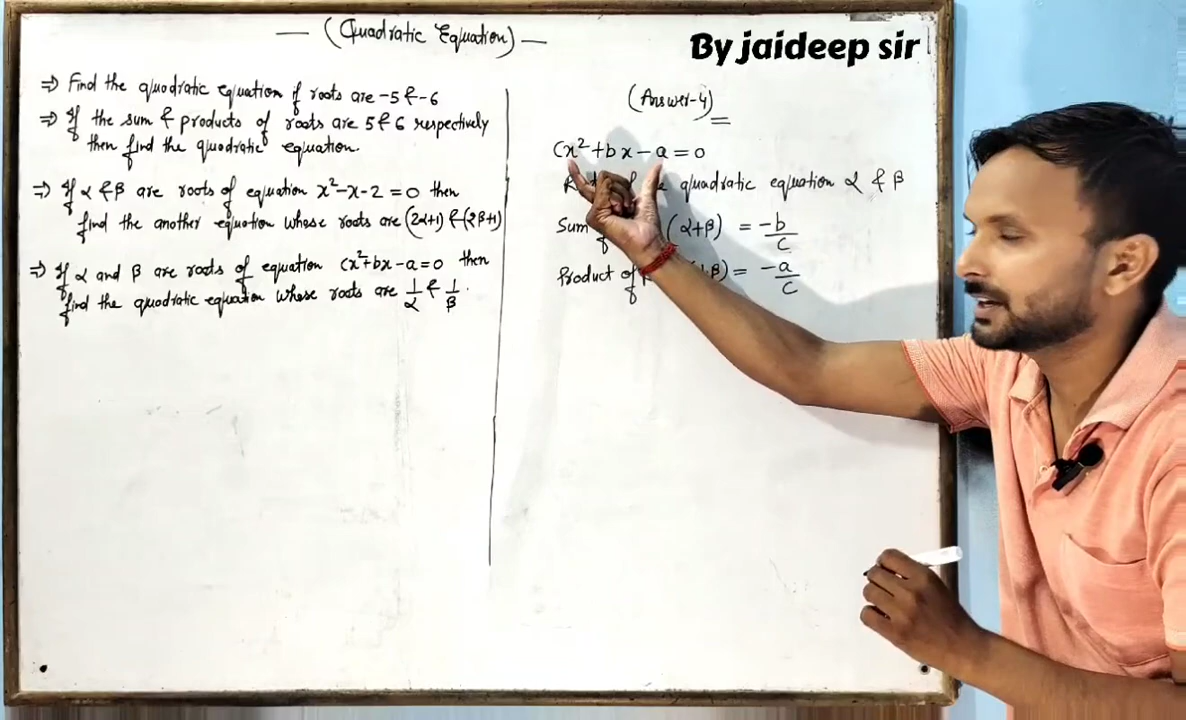 — (Quadratic Equation) —
By jaideep sir
⇒ Find the quadratic equation if roots are -5 & -6
⇒ If the sum & products of roots are 5 & 6 respectively
then find the quadratic equation.
⇒ If α & β are roots of equation x²-x-2=0 then
find the another equation whose roots are (2α+1) & (2β+1)
⇒ If α and β are roots of equation cx²+bx-a=0 then
find the quadratic equation whose roots are 1/α & 1/β.
(Answer-4)
cx²+bx-a=0
quadratic equation α & β
Sum (α+β) = -b/c
Product of β) = -a/c